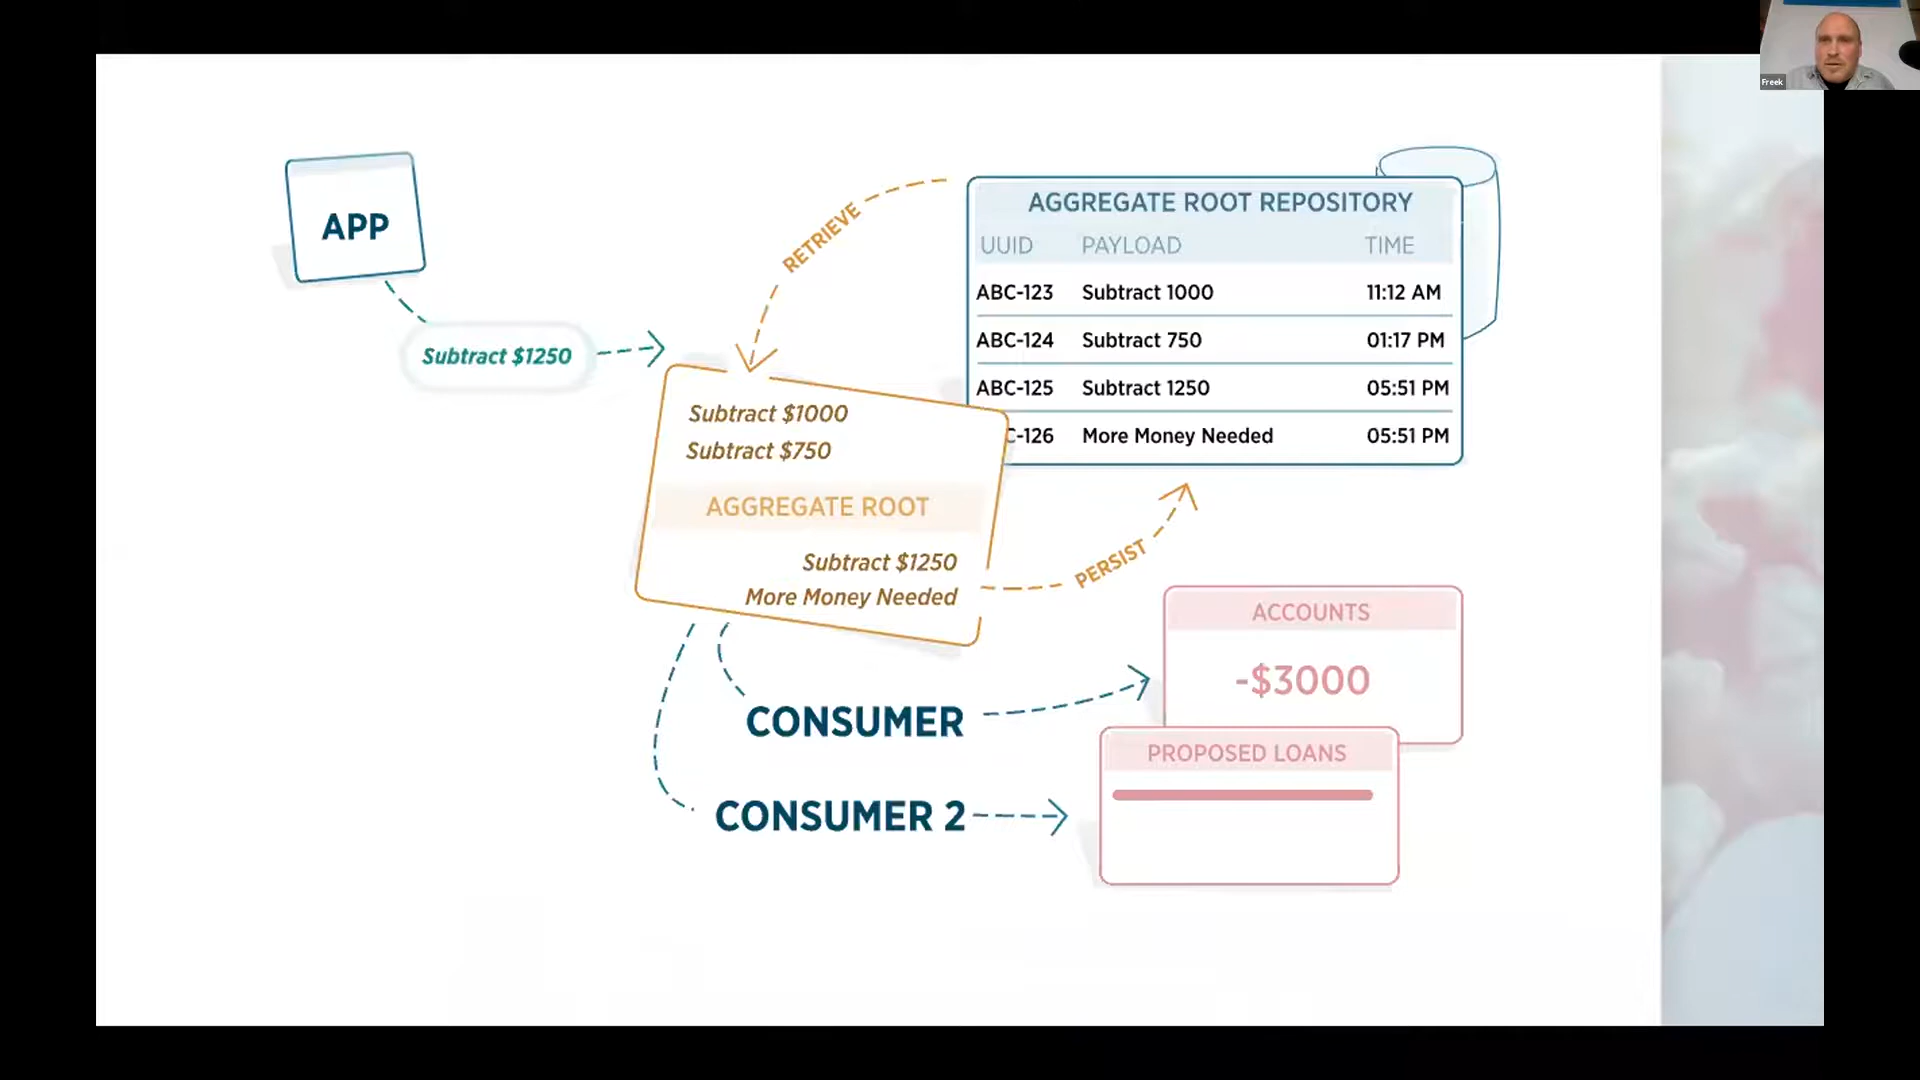 Freek
APP
Subtract $1250
RETRIEVE
AGGREGATE ROOT REPOSITORY
UUID PAYLOAD TIME
ABC-123 Subtract 1000 11:12 AM
ABC-124 Subtract 750 01:17 PM
ABC-125 Subtract 1250 05:51 PM
C-126 More Money Needed 05:51 PM
Subtract $1000
Subtract $750
AGGREGATE ROOT
Subtract $1250
More Money Needed
PERSIST
ACCOUNTS
-$3000
CONSUMER
PROPOSED LOANS
CONSUMER 2